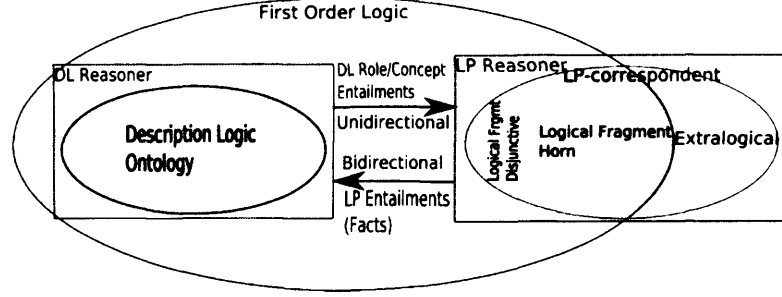 First Order Logic
DL Reasoner
Description Logic
Ontology
DL Role/Concept
Entailments
Unidirectional
Bidirectional
LP Entailments
(Facts)
LP Reasoner
LP-correspondent
Logical Frgmt
Disjunctive
Logical Fragment
Horn
Extralogical